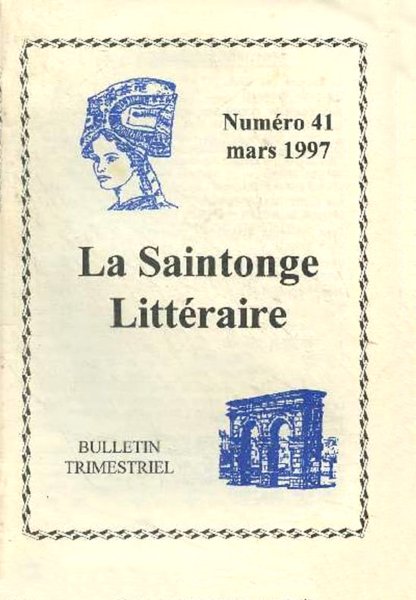 Numéro 41
mars 1997
La Saintonge
Littéraire
BULLETIN
TRIMESTRIEL